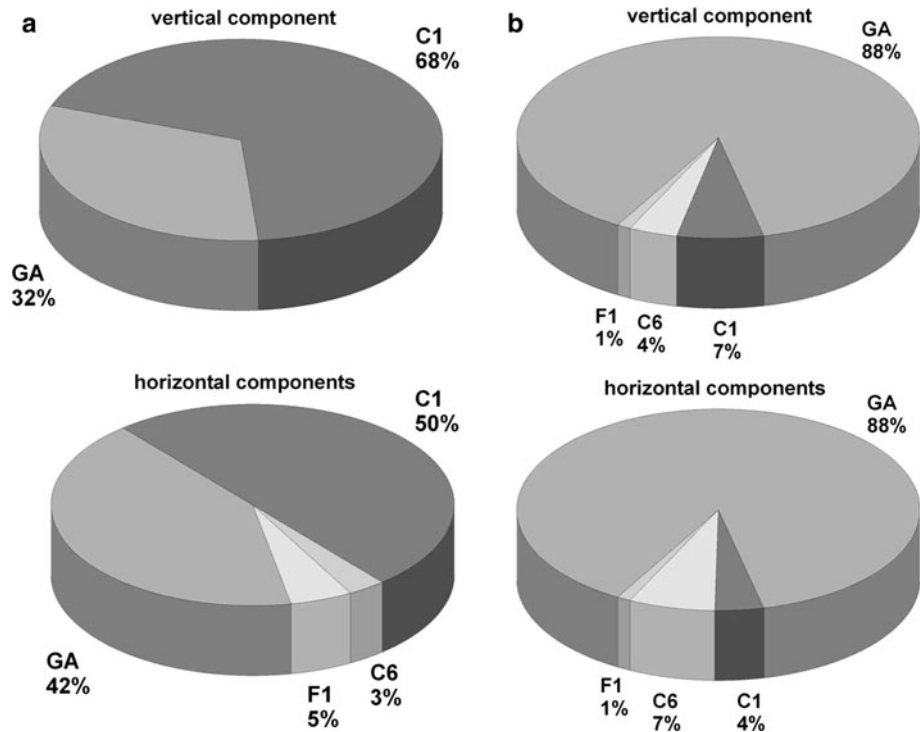 a
vertical component
C1
68%
GA
32%
horizontal components
C1
50%
GA
42%
F1
5%
C6
3%
b
vertical component
GA
88%
F1
1%
C6
4%
C1
7%
horizontal components
GA
88%
F1
1%
C6
7%
C1
4%